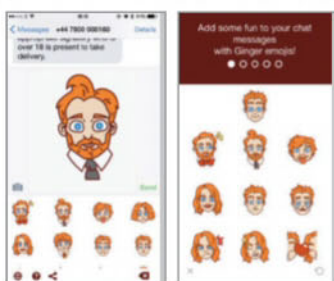 Messages
+44 7800 000160
Details
over 18 is present to take
delivery.
Send
Add some fun to your chat
messages
with Ginger emojis!